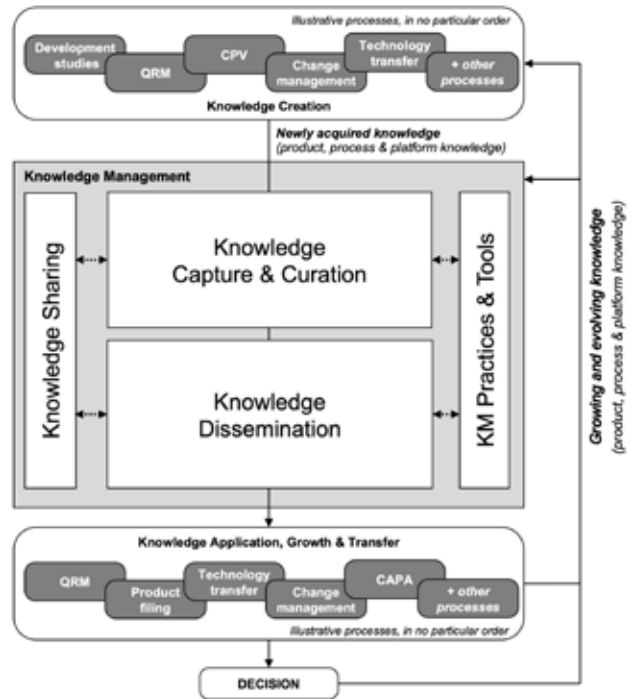 Illustrative processes, in no particular order
Development
studies
QRM
CPV
Change
management
Technology
transfer
+ other
processes
Knowledge Creation
Newly acquired knowledge
(product, process & platform knowledge)
Knowledge Management
Knowledge Sharing
Knowledge
Capture & Curation
KM Practices & Tools
Knowledge
Dissemination
Growing and evolving knowledge
(product, process & platform knowledge)
Knowledge Application, Growth & Transfer
QRM
Product
filing
Technology
transfer
Change
management
CAPA
+ other
processes
Illustrative processes, in no particular order
DECISION